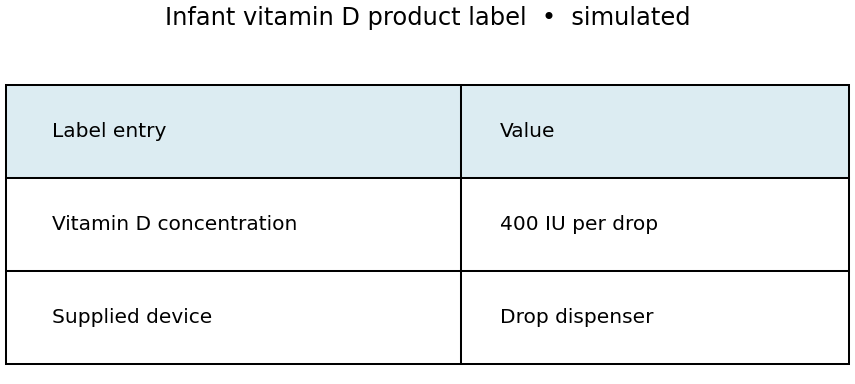 Infant vitamin D product label • simulated
Label entry Value
Vitamin D concentration 400 IU per drop
Supplied device Drop dispenser